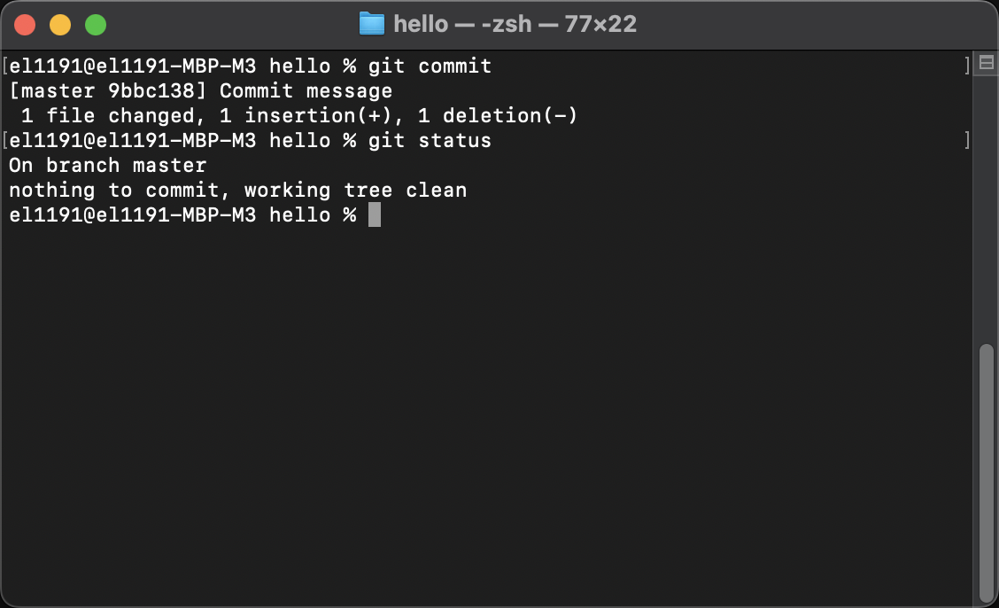 hello — -zsh — 77×22
[el1191@el1191-MBP-M3 hello % git commit ]
[master 9bbc138] Commit message
 1 file changed, 1 insertion(+), 1 deletion(-)
[el1191@el1191-MBP-M3 hello % git status ]
On branch master
nothing to commit, working tree clean
el1191@el1191-MBP-M3 hello %